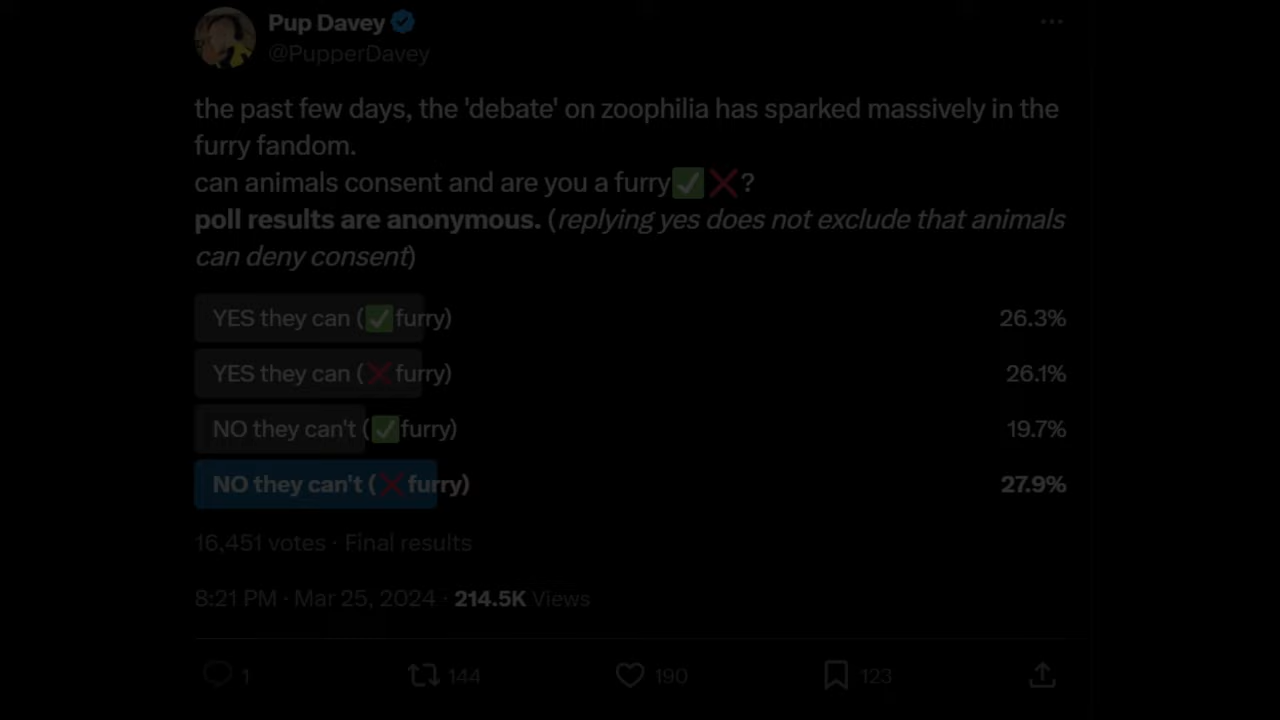 Pup Davey
@PupperDavey
the past few days, the 'debate' on zoophilia has sparked massively in the
furry fandom.
can animals consent and are you a furry✅❌?
poll results are anonymous. (replying yes does not exclude that animals
can deny consent)
YES they can (✅furry) 26.3%
YES they can (❌furry) 26.1%
NO they can't (✅furry) 19.7%
NO they can't (❌furry) 27.9%
16,451 votes · Final results
8:21 PM · Mar 25, 2024 · 214.5K Views
1 144 190 123